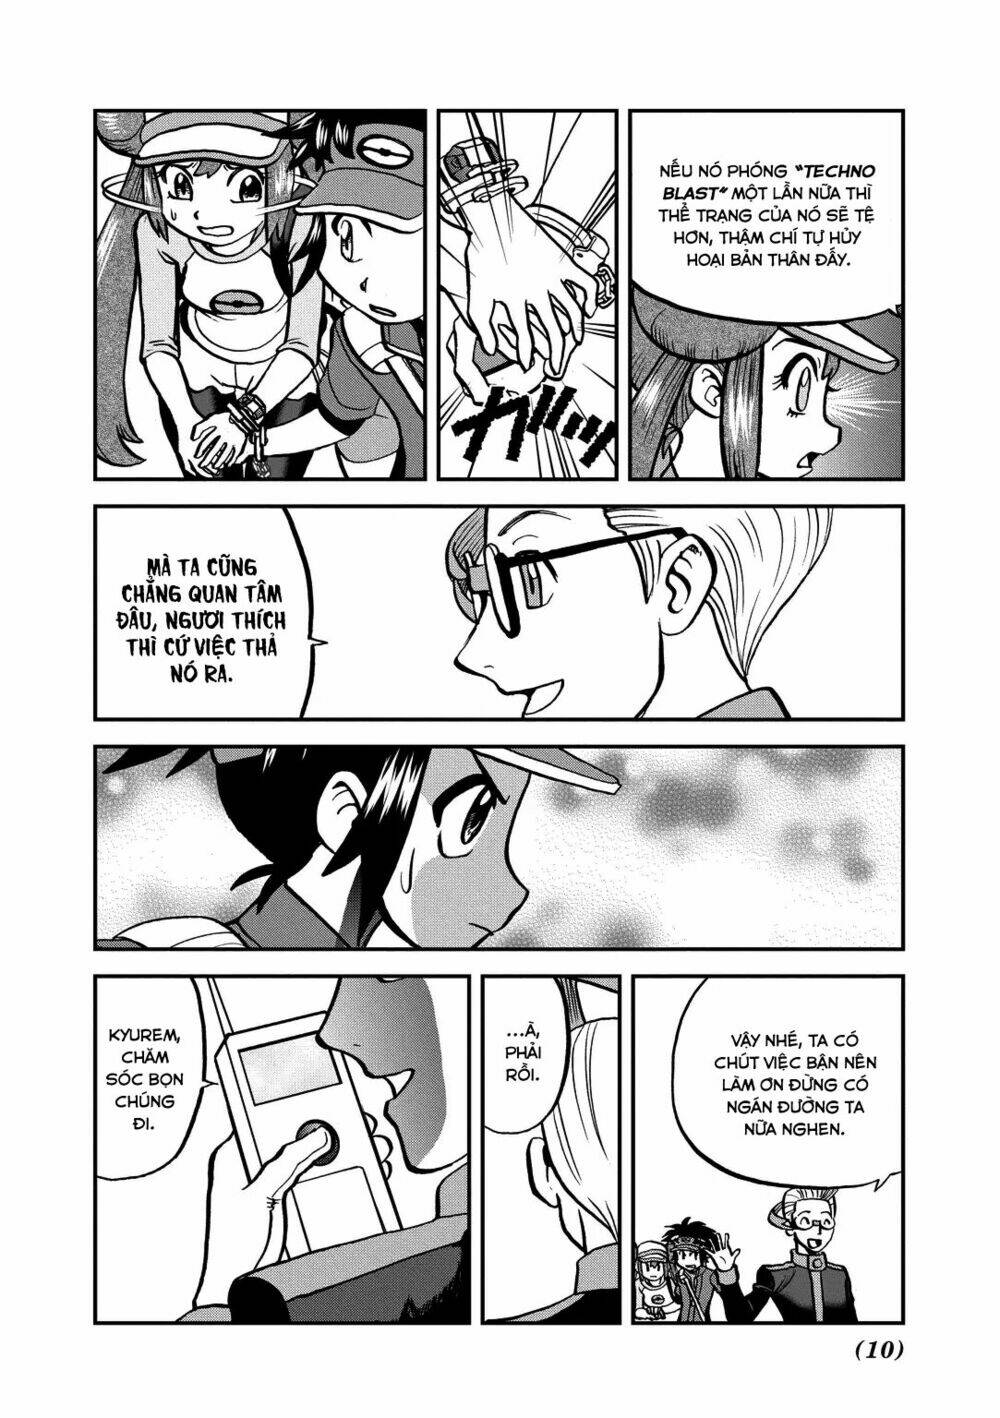 NẾU NÓ PHÓNG “TECHNO
BLAST” MỘT LẦN NỮA THÌ
THỂ TRẠNG CỦA NÓ SẼ TỆ
HƠN, THẬM CHÍ TỰ HỦY
HOẠI BẢN THÂN ĐẤY.
MÀ TA CŨNG
CHẲNG QUAN TÂM
ĐÂU, NGƯƠI THÍCH
THÌ CỨ VIỆC THẢ
NÓ RA.
VẬY NHÉ, TA CÓ
CHÚT VIỆC BẬN NÊN
LÀM ƠN ĐỪNG CÓ
NGÁN ĐƯỜNG TA
NỮA NGHEN.
...À,
PHẢI
RỒI.
KYUREM,
CHĂM
SÓC BỌN
CHÚNG
ĐI.
(10)